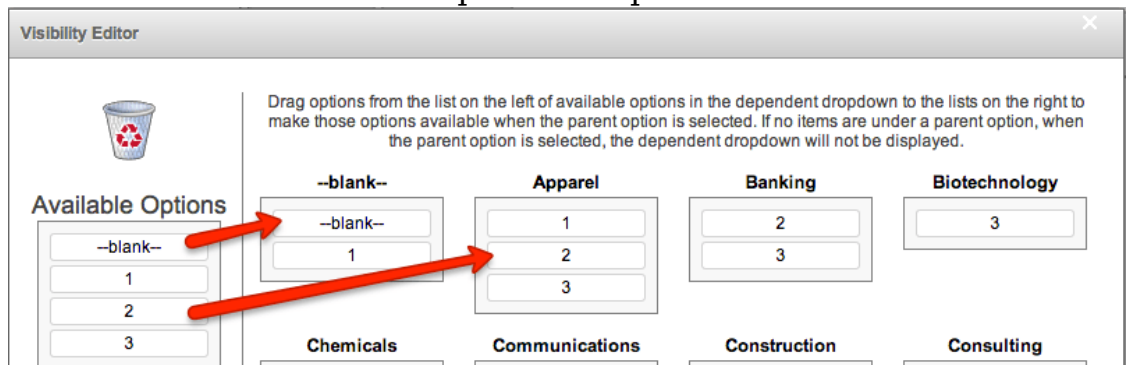 Visibility Editor
Drag options from the list on the left of available options in the dependent dropdown to the lists on the right to
make those options available when the parent option is selected. If no items are under a parent option, when
the parent option is selected, the dependent dropdown will not be displayed.
Available Options
--blank--
1
2
3
--blank--
--blank--
1
Apparel
1
2
3
Banking
2
3
Biotechnology
3
Chemicals
Communications
Construction
Consulting